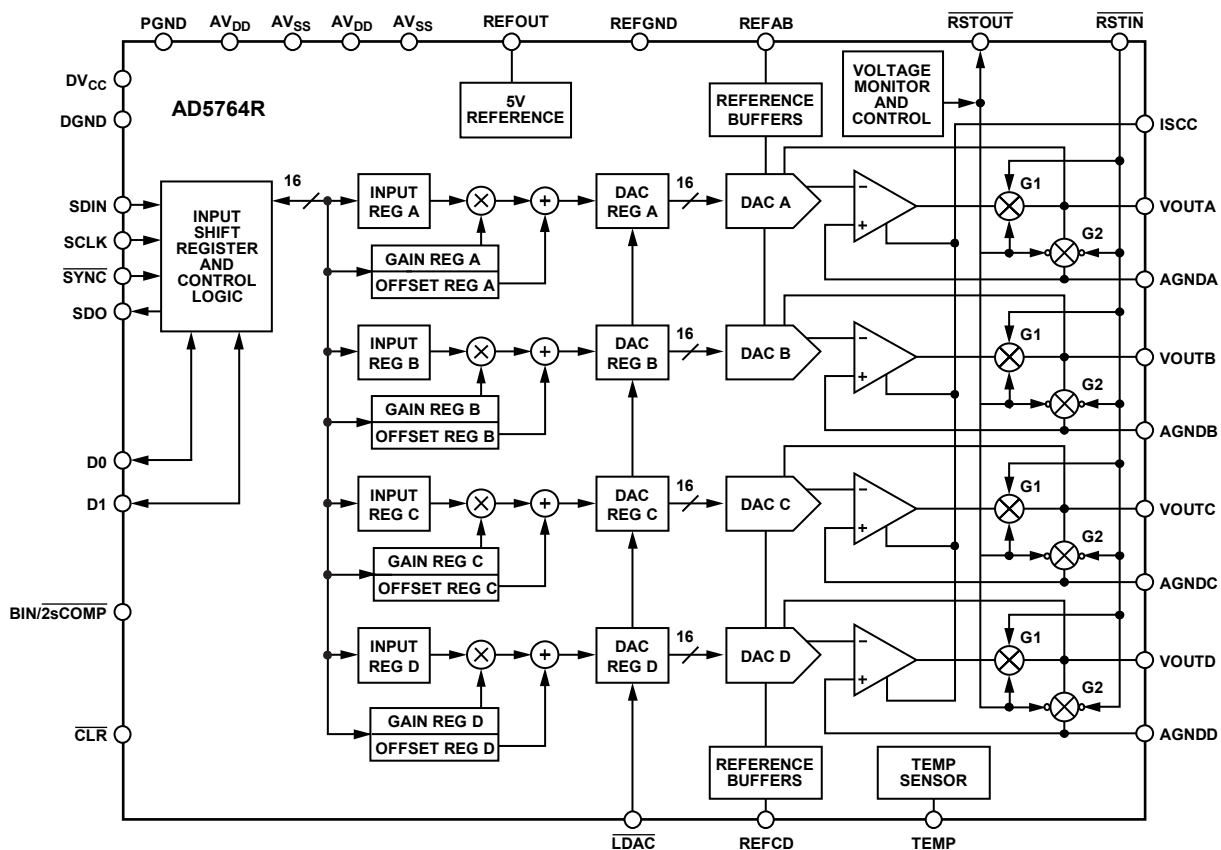 PGND AVDD AVSS AVDD AVSS REFOUT REFGND REFAB RSTOUT RSTIN
DVCC
DGND
AD5764R
5V
REFERENCE
REFERENCE
BUFFERS
VOLTAGE
MONITOR
AND
CONTROL
ISCC
SDIN
SCLK
SYNC
SDO
INPUT
SHIFT
REGISTER
AND
CONTROL
LOGIC
16
INPUT
REG A
×
+
DAC
REG A
16
DAC A
−
+
G1
G2
VOUTA
AGNDA
GAIN REG A
OFFSET REG A
INPUT
REG B
×
+
DAC
REG B
16
DAC B
−
+
G1
G2
VOUTB
AGNDB
GAIN REG B
OFFSET REG B
D0
D1
INPUT
REG C
×
+
DAC
REG C
16
DAC C
−
+
G1
G2
VOUTC
AGNDC
GAIN REG C
OFFSET REG C
BIN/2sCOMP
INPUT
REG D
×
+
DAC
REG D
16
DAC D
−
+
G1
G2
VOUTD
AGNDD
GAIN REG D
OFFSET REG D
CLR
REFERENCE
BUFFERS
TEMP
SENSOR
LDAC REFCD TEMP